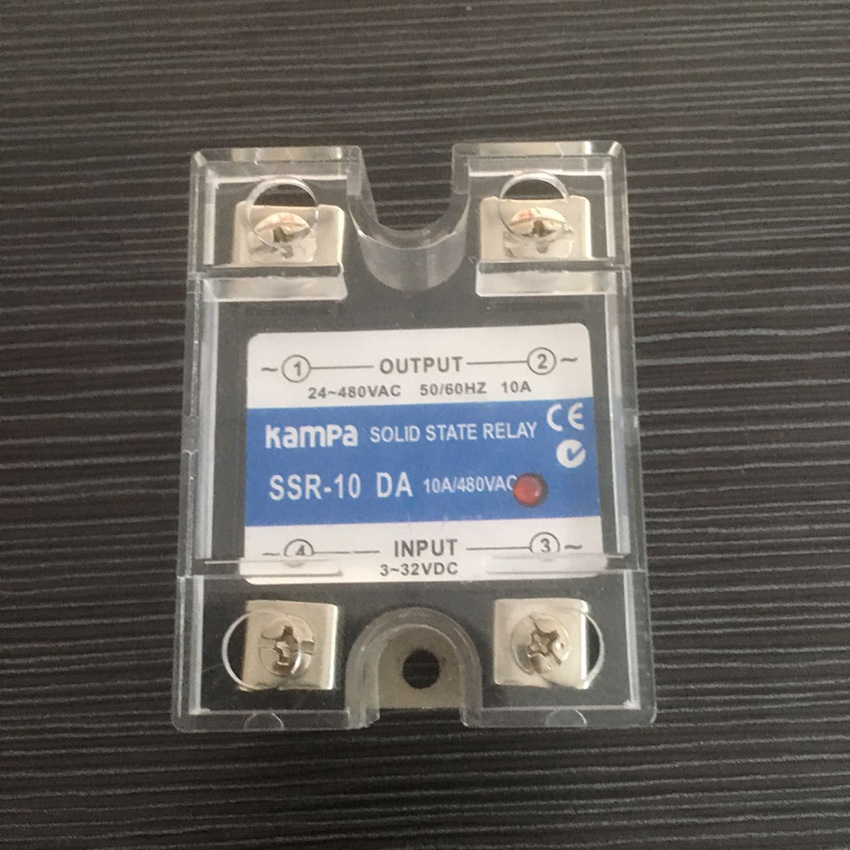 ~ 1 OUTPUT 2 ~
24~480VAC 50/60HZ 10A
KamPa SOLID STATE RELAY CE
SSR-10 DA 10A/480VAC
~ 4 INPUT 3 ~
3~32VDC